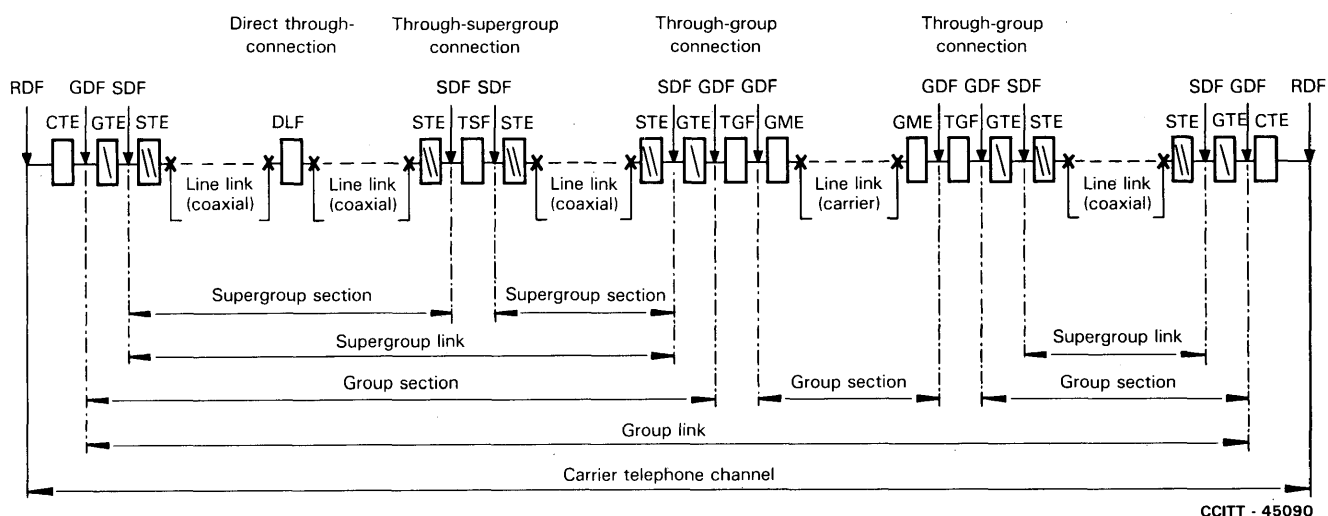 Direct through-
connection
Through-supergroup
connection
Through-group
connection
Through-group
connection
RDF GDF SDF SDF SDF SDF GDF GDF GDF GDF SDF SDF GDF RDF
CTE GTE STE DLF STE TSF STE STE GTE TGF GME GME TGF GTE STE STE GTE CTE
Line link
(coaxial)
Line link
(coaxial)
Line link
(coaxial)
Line link
(carrier)
Line link
(coaxial)
Supergroup section Supergroup section
Supergroup link Supergroup link
Group section Group section Group section
Group link
Carrier telephone channel
CCITT - 45090